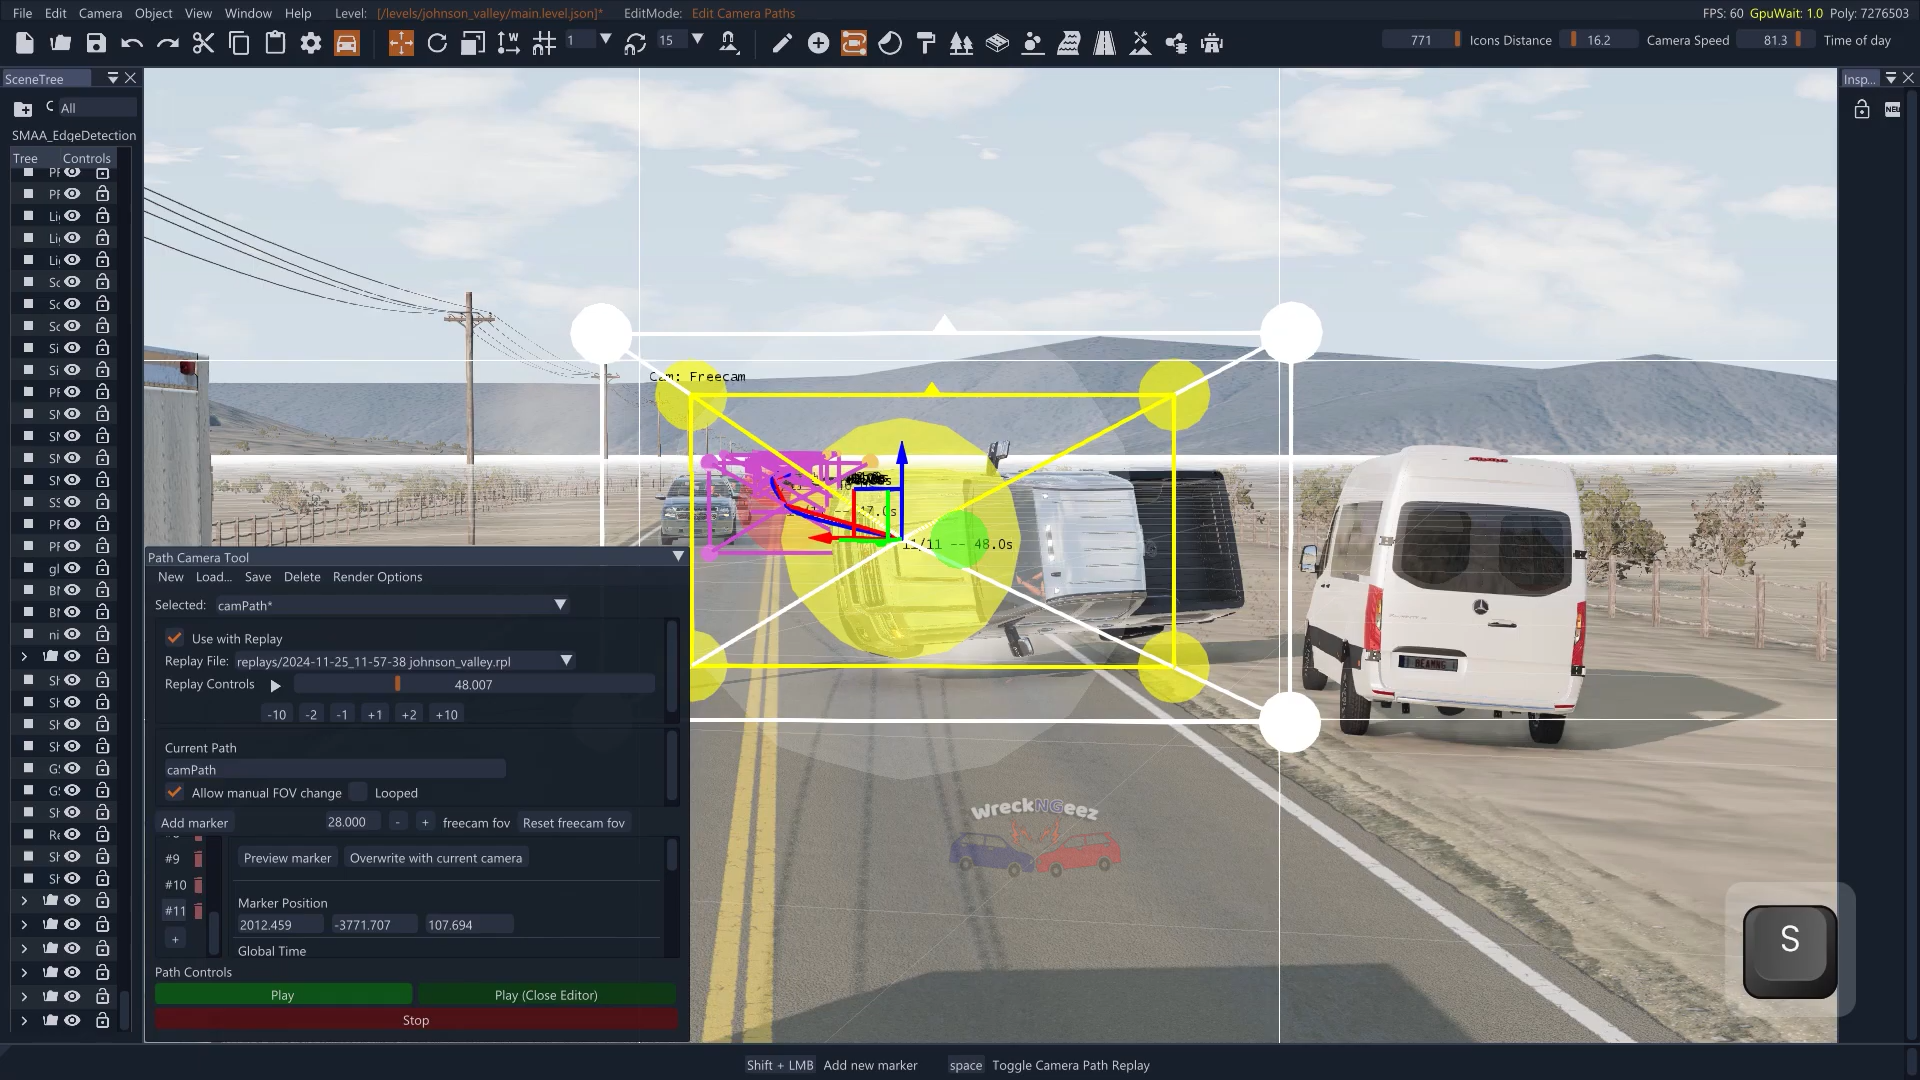 File Edit Camera Object View Window Help Level: [/levels/johnson_valley/main.level.json]* EditMode: Edit Camera Paths FPS: 60 GpuWait: 1.0 Poly: 7276503
1 15 771 Icons Distance 16.2 Camera Speed 81.3 Time of day
SceneTree Insp...
All
SMAA_EdgeDetection
Tree Controls
Cam: Freecam
11/11 -- 48.0s
BEAMNG
Path Camera Tool
New Load... Save Delete Render Options
Selected: camPath*
Use with Replay
Replay File: replays/2024-11-25_11-57-38 johnson_valley.rpl
Replay Controls 48.007
-10 -2 -1 +1 +2 +10
Current Path
camPath
Allow manual FOV change Looped
Add marker 28.000 - + freecam fov Reset freecam fov
#9 Preview marker Overwrite with current camera
#10
Marker Position
#11 2012.459 -3771.707 107.694
+
Global Time
Path Controls
Play Play (Close Editor)
Stop
WreckNGeez
S
Shift + LMB Add new marker space Toggle Camera Path Replay